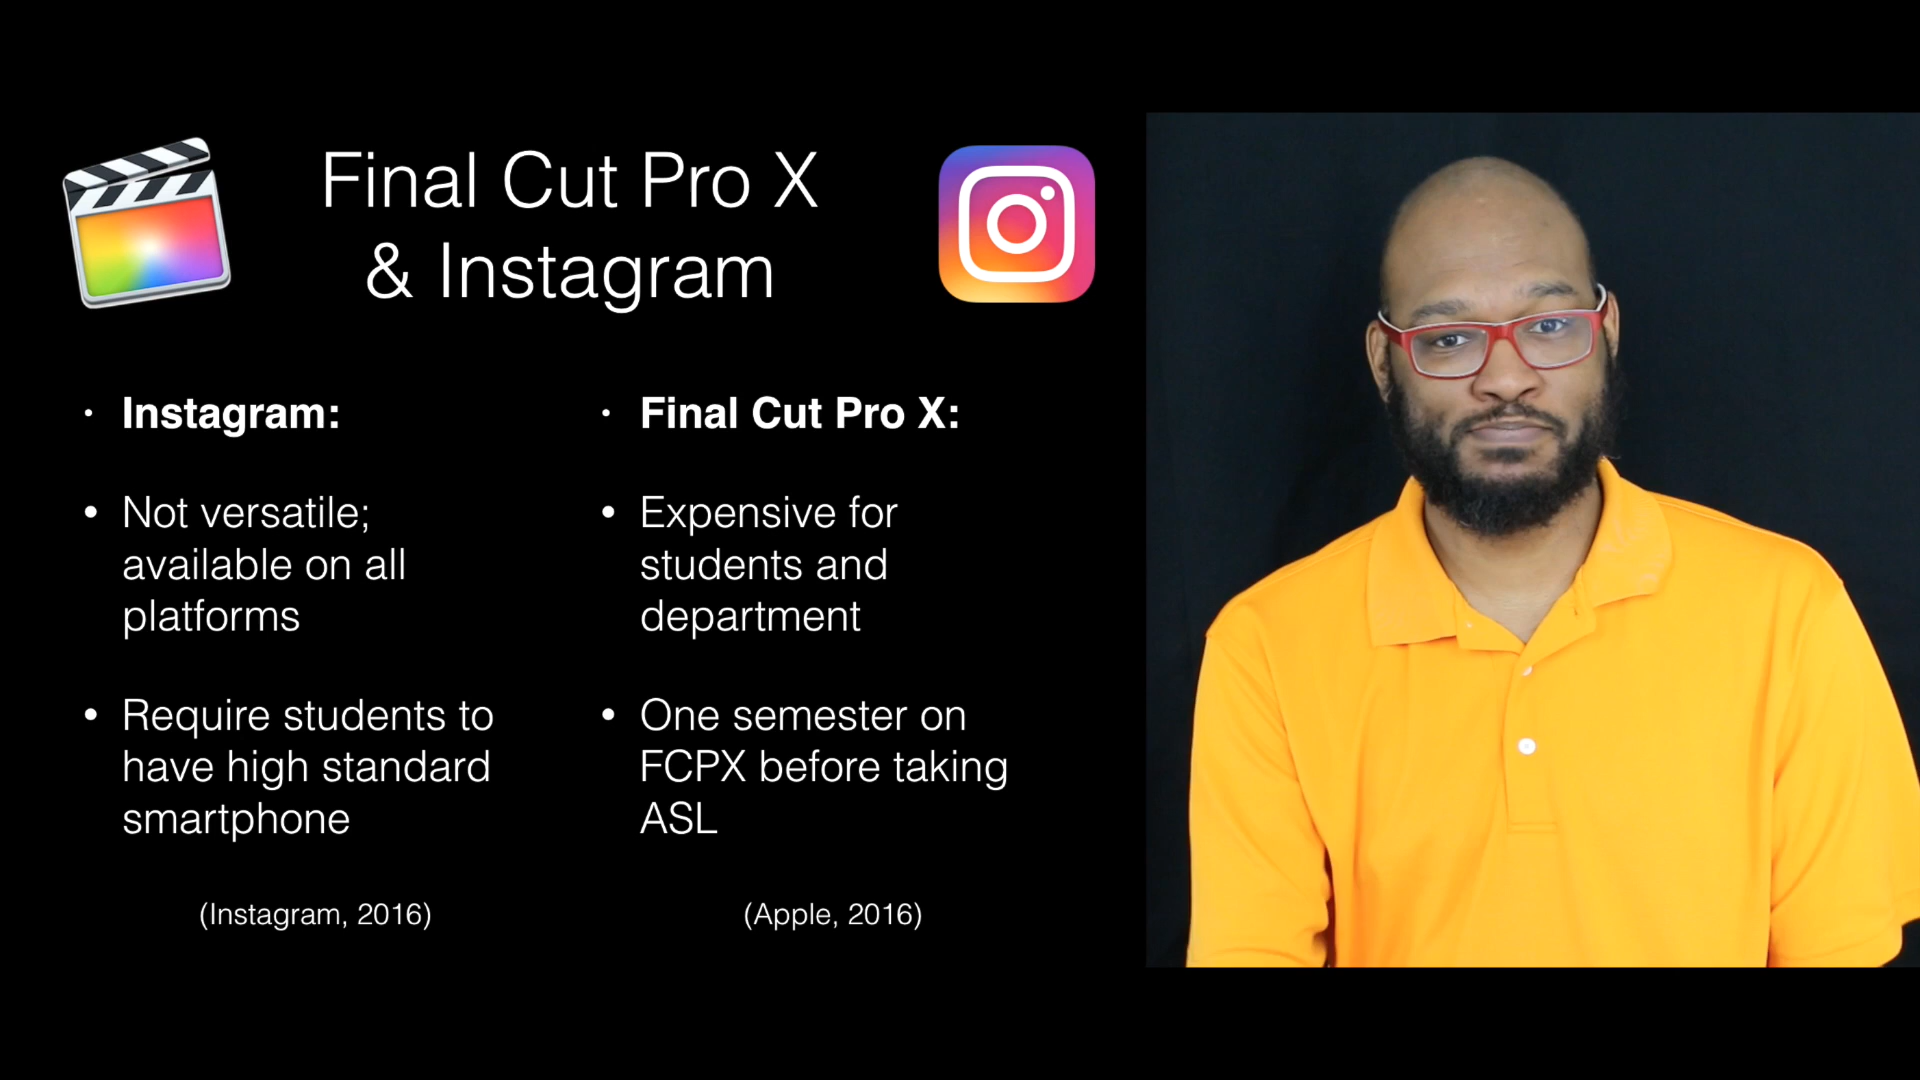 Final Cut Pro X
& Instagram
• Instagram:
• Not versatile;
available on all
platforms
• Require students to
have high standard
smartphone
(Instagram, 2016)
• Final Cut Pro X:
• Expensive for
students and
department
• One semester on
FCPX before taking
ASL
(Apple, 2016)